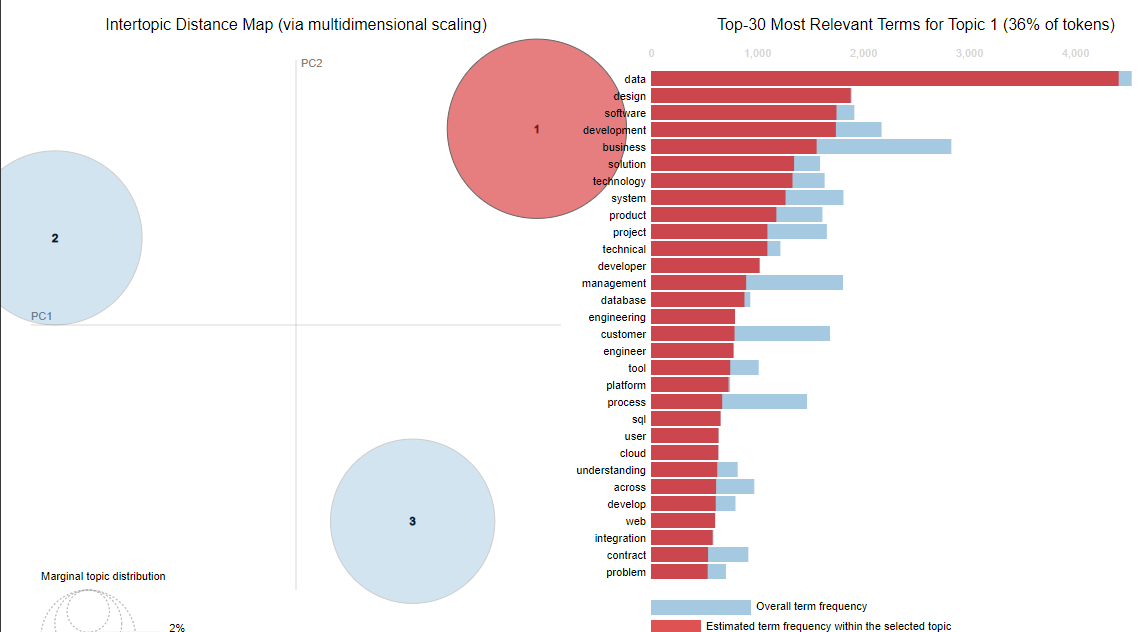 Intertopic Distance Map (via multidimensional scaling)
PC2
1
2
PC1
3
Marginal topic distribution
2%
Top-30 Most Relevant Terms for Topic 1 (36% of tokens)
0 1,000 2,000 3,000 4,000
data
design
software
development
business
solution
technology
system
product
project
technical
developer
management
database
engineering
customer
engineer
tool
platform
process
sql
user
cloud
understanding
across
develop
web
integration
contract
problem
Overall term frequency
Estimated term frequency within the selected topic